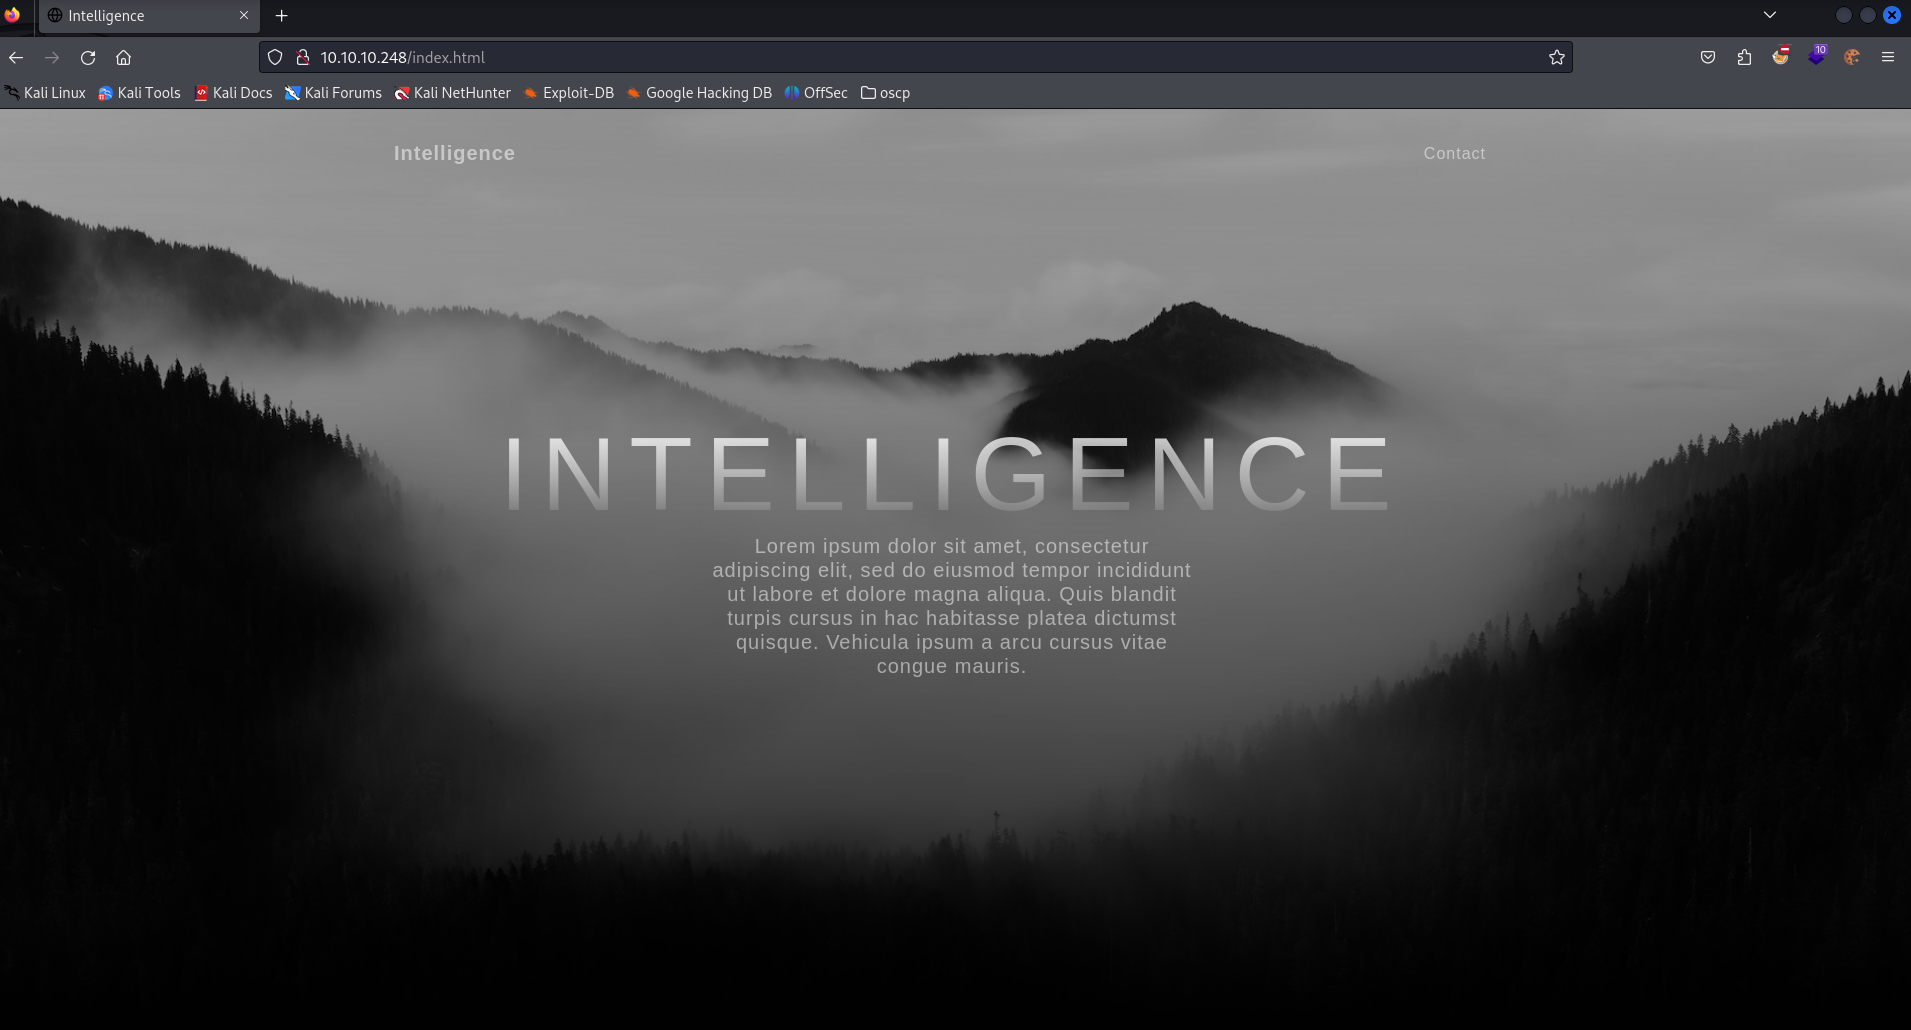 Intelligence
10.10.10.248/index.html
10
Kali Linux Kali Tools Kali Docs Kali Forums Kali NetHunter Exploit-DB Google Hacking DB OffSec oscp
Intelligence Contact
INTELLIGENCE
Lorem ipsum dolor sit amet, consectetur
adipiscing elit, sed do eiusmod tempor incididunt
ut labore et dolore magna aliqua. Quis blandit
turpis cursus in hac habitasse platea dictumst
quisque. Vehicula ipsum a arcu cursus vitae
congue mauris.